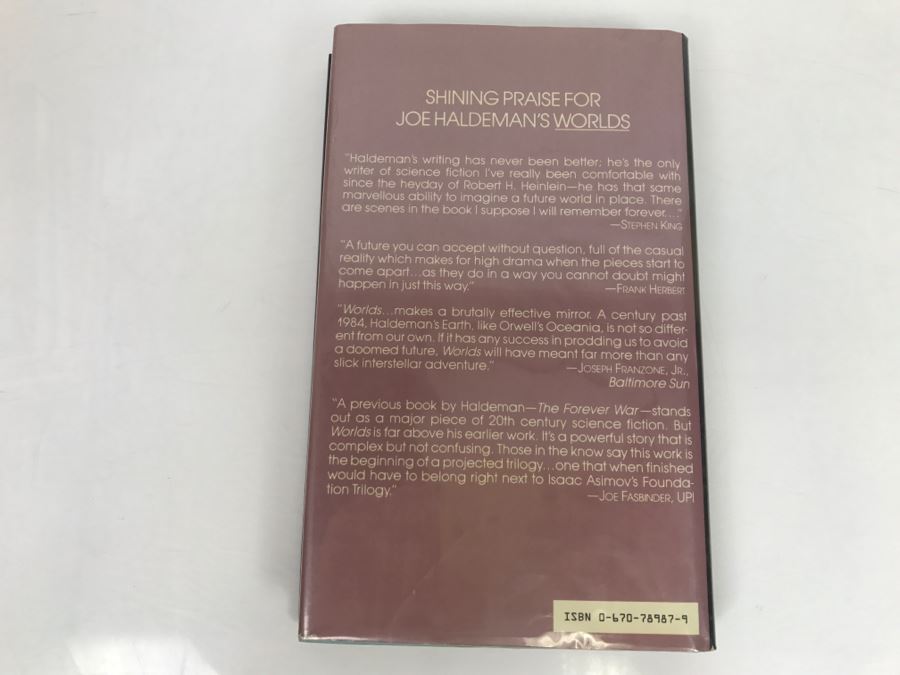 SHINING PRAISE FOR
JOE HALDEMAN'S WORLDS
"Haldeman's writing has never been better; he's the only
writer of science fiction I've really been comfortable with
since the heyday of Robert H. Heinlein—he has that same
marvellous ability to imagine a future world in place. There
are scenes in the book I suppose I will remember forever...."
—STEPHEN KING
"A future you can accept without question, full of the casual
reality which makes for high drama when the pieces start to
come apart...as they do in a way you cannot doubt might
happen in just this way." —FRANK HERBERT
"Worlds...makes a brutally effective mirror. A century past
1984, Haldeman's Earth, like Orwell's Oceania, is not so differ-
ent from our own. If it has any success in prodding us to avoid
a doomed future, Worlds will have meant far more than any
slick interstellar adventure." —JOSEPH FRANZONE, JR.,
Baltimore Sun
"A previous book by Haldeman—The Forever War—stands
out as a major piece of 20th century science fiction. But
Worlds is far above his earlier work. It's a powerful story that is
complex but not confusing. Those in the know say this work is
the beginning of a projected trilogy...one that when finished
would have to belong right next to Isaac Asimov's Founda-
tion Trilogy." —JOE FASBINDER, UPI
ISBN 0-670-78987-9